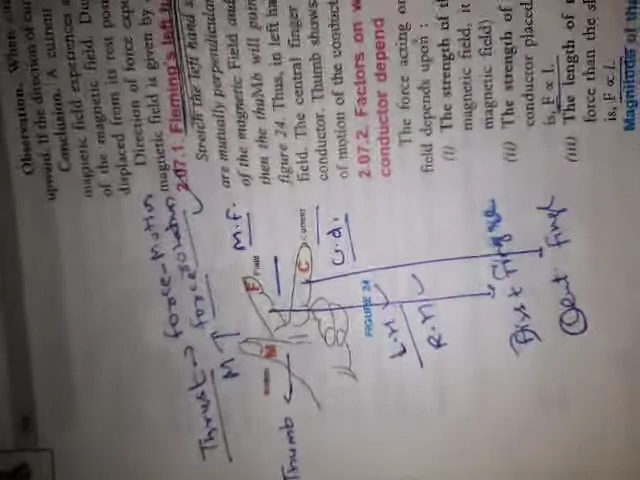 Observation. When
upward. If the direction of cur
Conclusion. A current
magnetic field experiences a
of the magnetic field. Du
displaced from its rest pos
Direction of force exp
magnetic field is given by
2.07.1. Fleming's left
Stretch the left hand s
are mutually perpendicular
of the magnetic Field and
then the thuMb will poin
figure 24. Thus, in left ha
field. The central finger
conductor. Thumb shows
of motion of the conduct
2.07.2. Factors on w
conductor depend
The force acting on
field depends upon :
(i) The strength of th
magnetic field, it
magnetic field)
(ii) The strength of
conductor placed
is, F ∝ I.
(iii) The length of
force than the sh
is, F ∝ L.
Magnitude of
Thrust → force - Motion
M T force
M.F.
Thumb
M
F Field
C Current
C.d.
FIGURE 24
L.H
R.H
Finger
Cent Fing